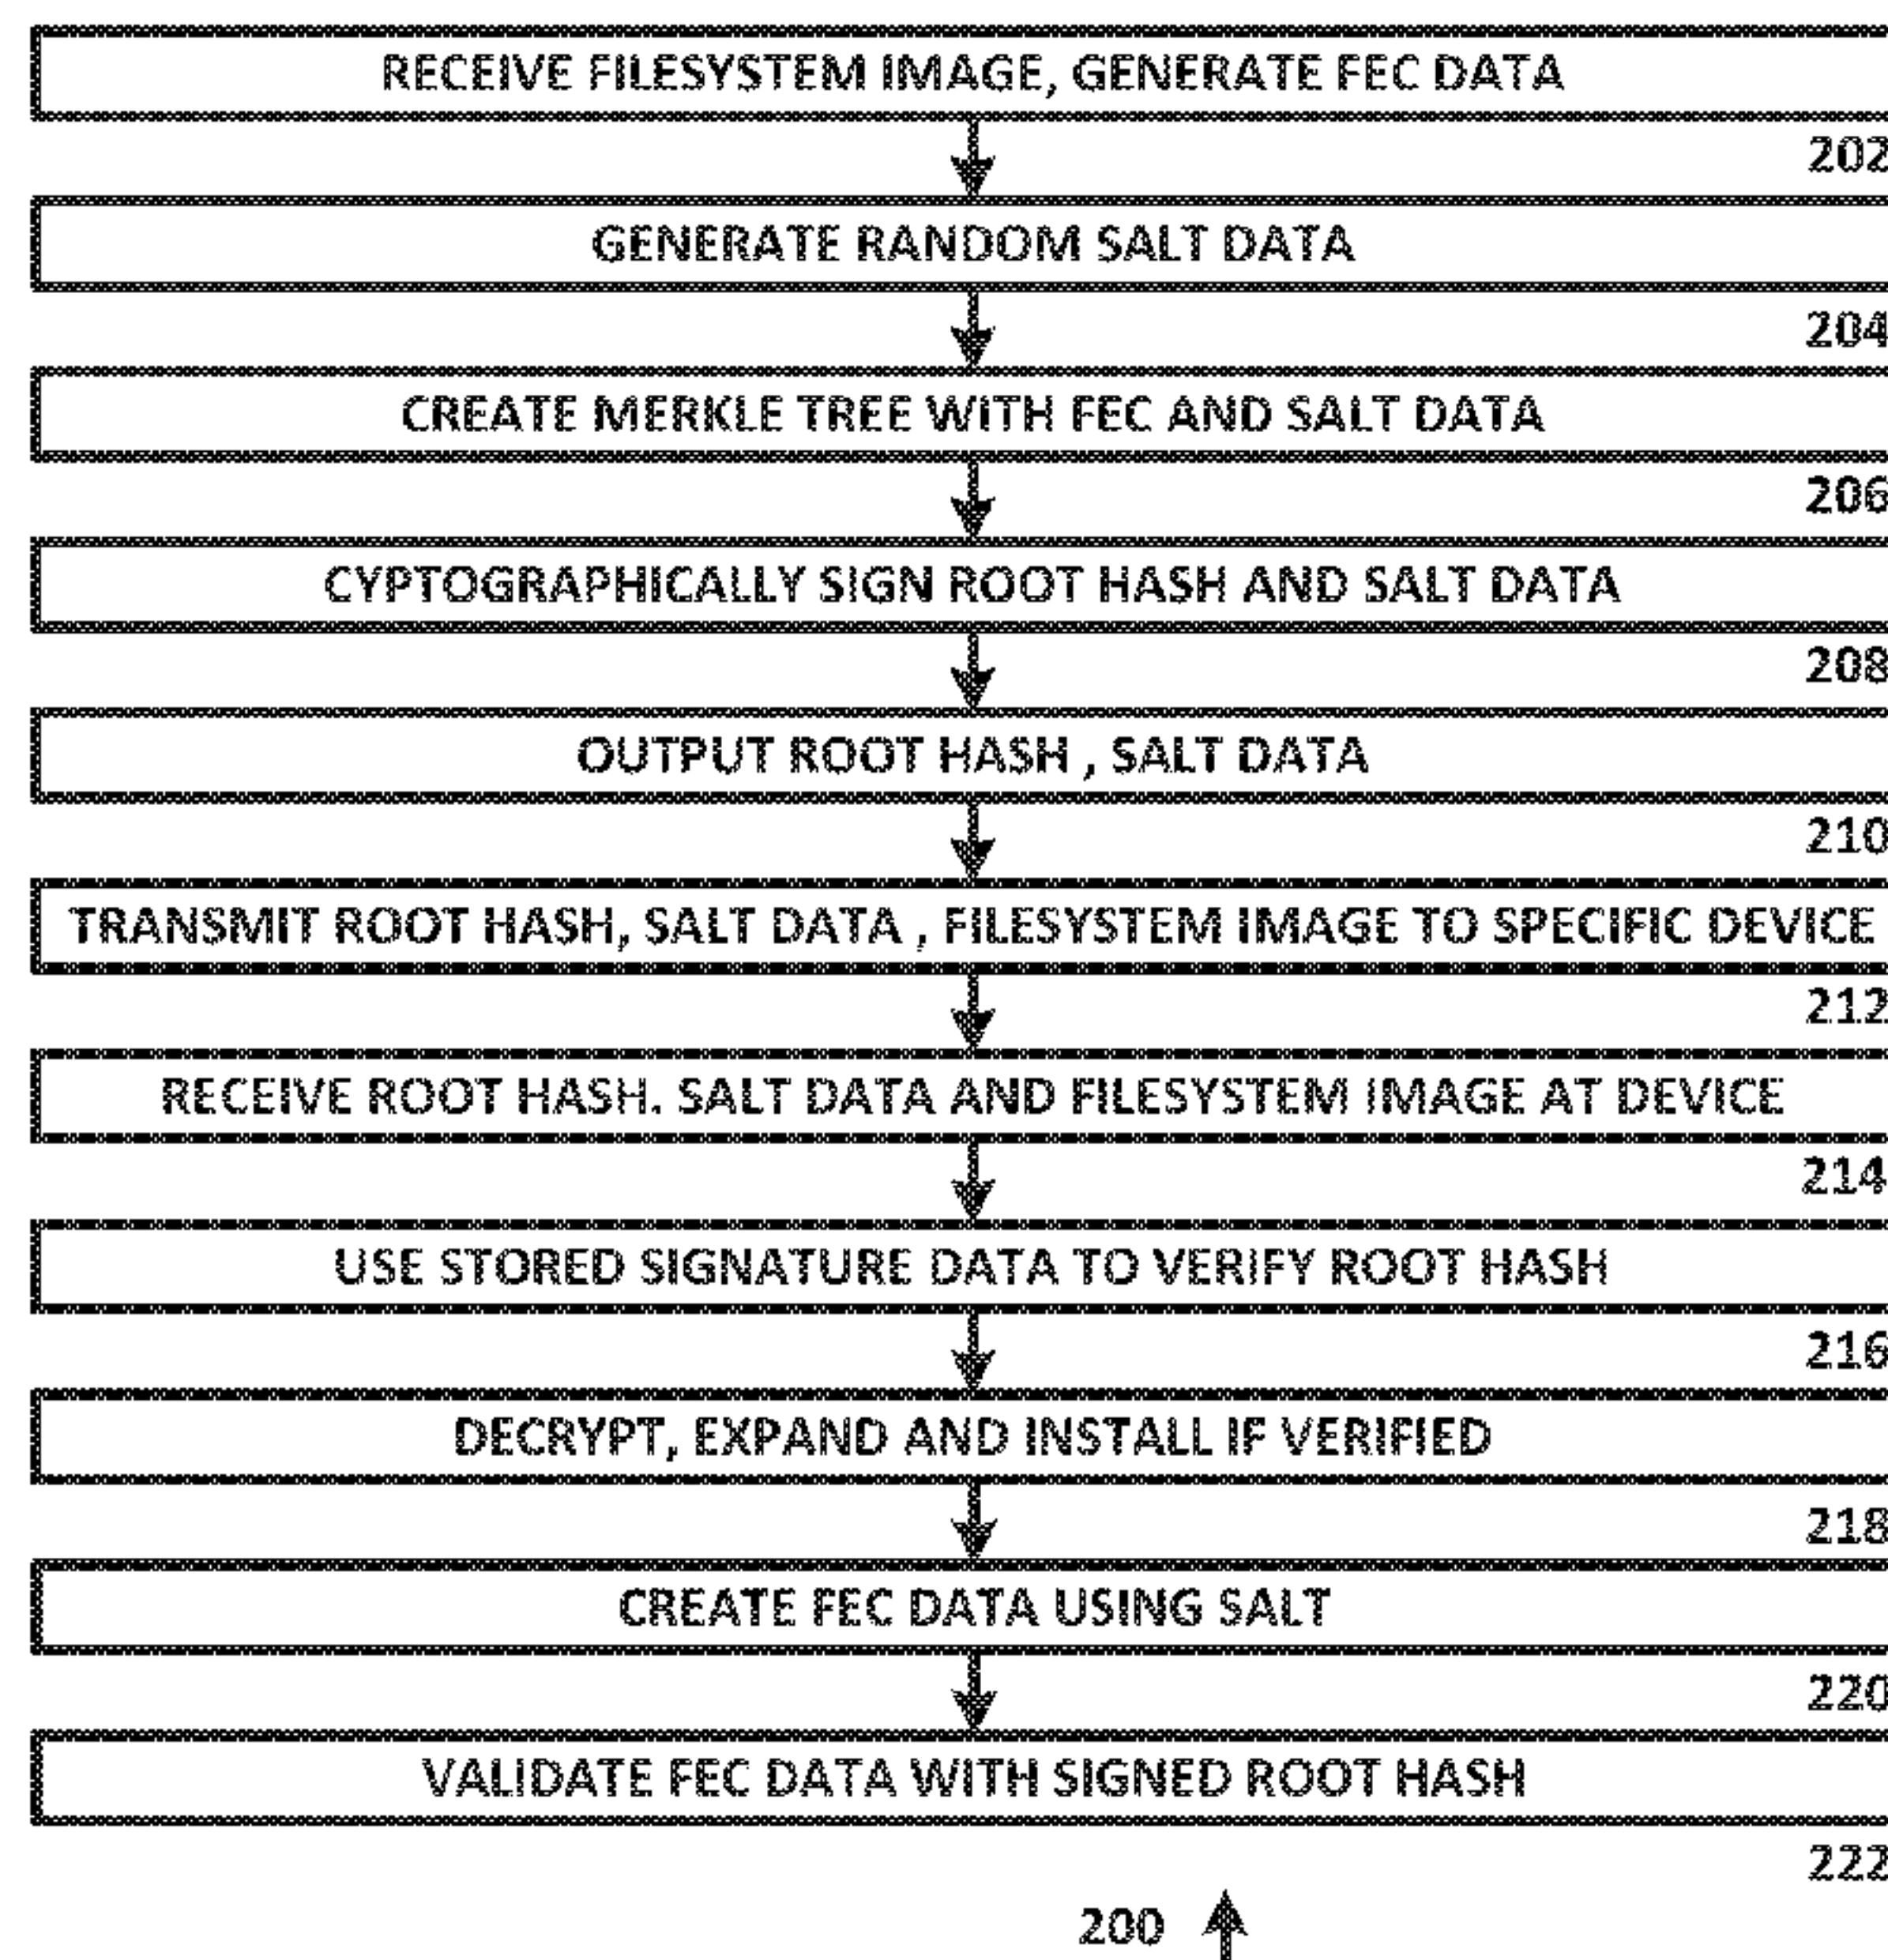 RECEIVE FILESYSTEM IMAGE, GENERATE FEC DATA
202
GENERATE RANDOM SALT DATA
204
CREATE MERKLE TREE WITH FEC AND SALT DATA
206
CYPTOGRAPHICALLY SIGN ROOT HASH AND SALT DATA
208
OUTPUT ROOT HASH , SALT DATA
210
TRANSMIT ROOT HASH, SALT DATA , FILESYSTEM IMAGE TO SPECIFIC DEVICE
212
RECEIVE ROOT HASH. SALT DATA AND FILESYSTEM IMAGE AT DEVICE
214
USE STORED SIGNATURE DATA TO VERIFY ROOT HASH
216
DECRYPT, EXPAND AND INSTALL IF VERIFIED
218
CREATE FEC DATA USING SALT
220
VALIDATE FEC DATA WITH SIGNED ROOT HASH
222
200